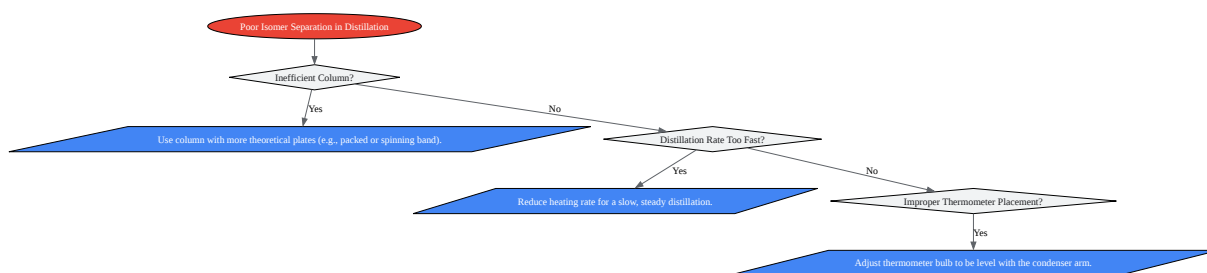 Poor Isomer Separation in Distillation
Inefficient Column?
Yes
No
Use column with more theoretical plates (e.g., packed or spinning band).
Distillation Rate Too Fast?
Yes
No
Reduce heating rate for a slow, steady distillation.
Improper Thermometer Placement?
Yes
Adjust thermometer bulb to be level with the condenser arm.